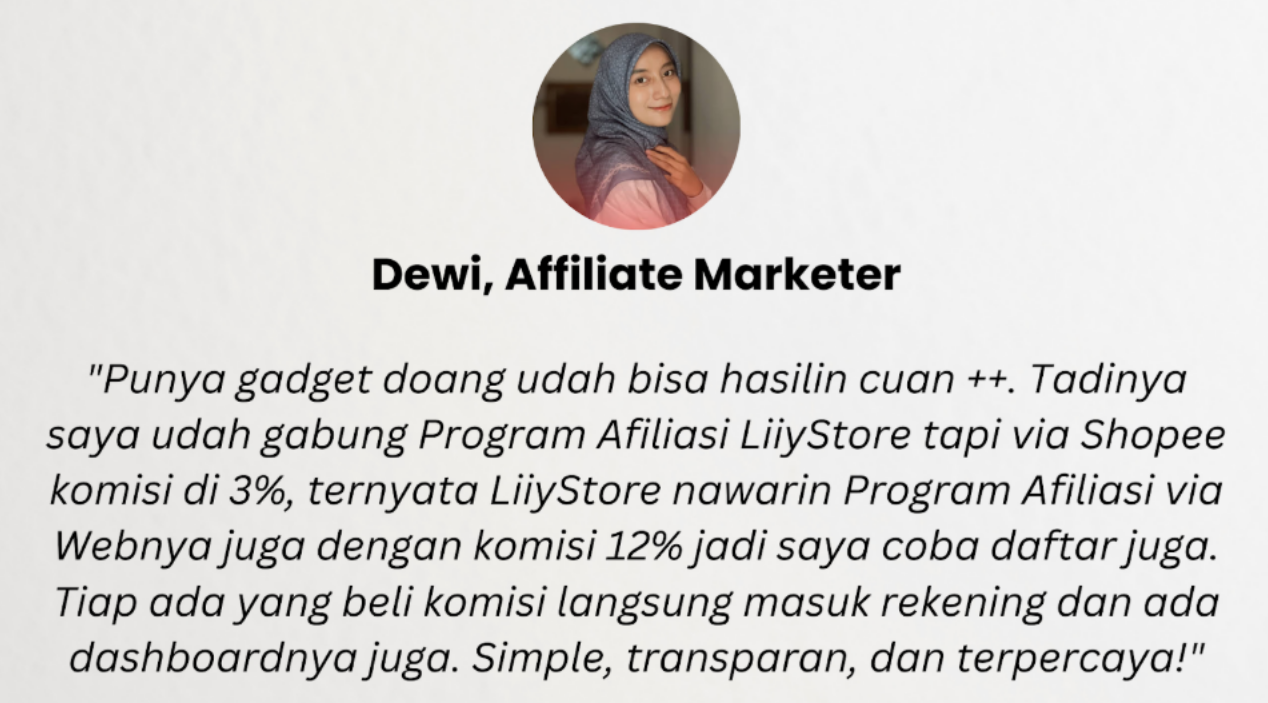 Dewi, Affiliate Marketer
"Punya gadget doang udah bisa hasilin cuan ++. Tadinya
saya udah gabung Program Afiliasi LiiyStore tapi via Shopee
komisi di 3%, ternyata LiiyStore nawarin Program Afiliasi via
Webnya juga dengan komisi 12% jadi saya coba daftar juga.
Tiap ada yang beli komisi langsung masuk rekening dan ada
dashboardnya juga. Simple, transparan, dan terpercaya!"